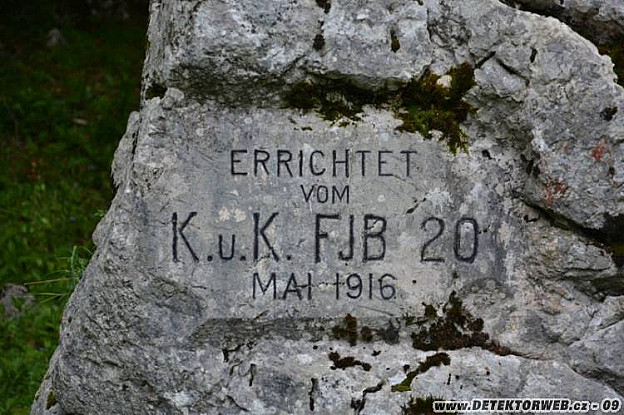 ERRICHTET
VOM
K.u.K. FJB 20
MAI 1916
WWW.DETEKTORWEB.cz - 09